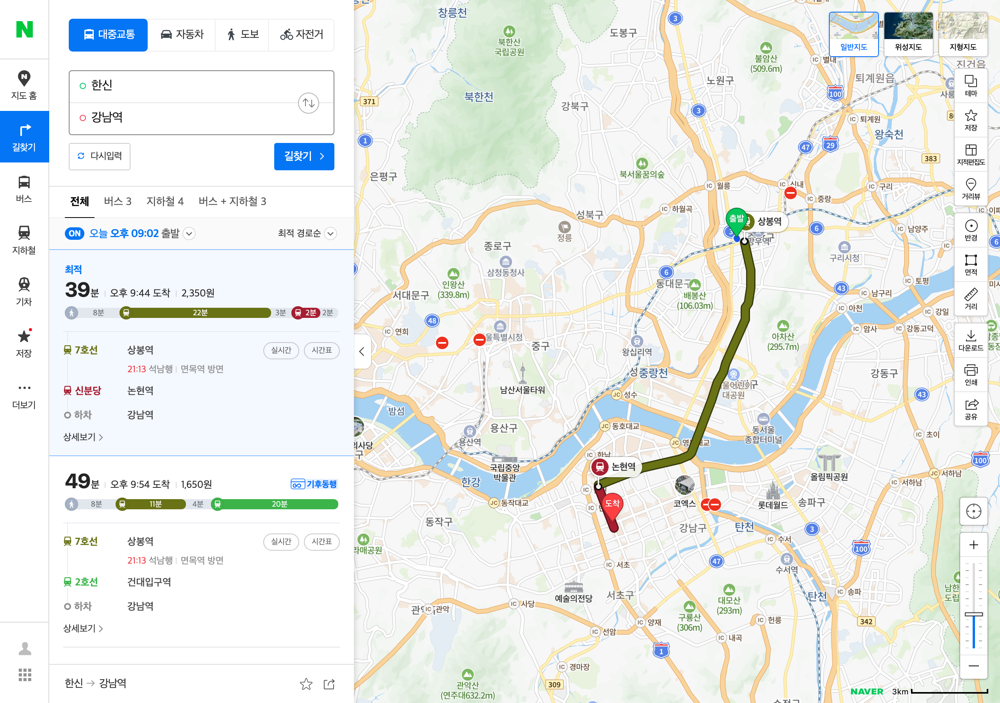 N
지도 홈
길찾기
버스
지하철
기차
저장
더보기
대중교통
자동차
도보
자전거
한신
강남역
다시입력
길찾기
전체
버스 3
지하철 4
버스 + 지하철 3
ON 오늘 오후 09:02 출발
최적 경로순
최적
39분 오후 9:44 도착 2,350원
8분 22분 3분 2분 2분
7호선 상봉역 실시간 시간표
21:13 석남행 면목역 방면
신분당 논현역
하차 강남역
상세보기
49분 오후 9:54 도착 1,650원 기후동행
8분 11분 4분 20분
7호선 상봉역 실시간 시간표
21:13 석남행 면목역 방면
2호선 건대입구역
하차 강남역
상세보기
한신 → 강남역
일반지도
위성지도
지형지도
테마
저장
지적편집도
거리뷰
반경
면적
거리
다운로드
인쇄
공유
창릉천
3
북한산
국립공원
도봉구
불암산
(509.6m)
IC 별내
진건읍
퇴계원읍
노원구
북한천
371
강북구
3
100
사릉
IC 퇴계원
왕숙천
1
47
29
383
북서울꿈의숲
은평구
IC 월릉
IC 신내
IC 구리
IC 중랑
IC 하월곡
성북구
출발
상봉역
망우역
6
IC 남양주
6
정릉
종로구
구리시청
삼청동청사
6
인왕산
(339.8m)
서대문구
동대문구
배봉산
(106.03m)
43
IC 남구리
IC 토평
IC 아천
IC 강일
48
IC 연희
IC 암사
IC 강동고덕
중구
왕십리역
아차산
(295.7m)
중랑천
강동구
남산서울타워
대공원
JC 성수
43
밤섬
JC 동호대교
용산구
용산역
동서울
종합터미널
IC 초이
JC
IC 한남
100
논현역
국립중앙
박물관
한강
올림픽공원
JC 서하남
IC 서하남
IC
JC 동작대교
도착
IC
코엑스
롯데월드
송파구
동작구
강남구
탄천
3
IC 수서
100
라매공원
47
수서역
IC 서초
예술의전당
서초구
대모산
(293m)
탄천
IC 송파
IC 사당
IC 관악
구룡산
(306m)
IC 헌릉
342
IC 양재
IC 선암
IC 내곡
1
IC 경마장
관악산
(연주대632.2m)
309
NAVER 3km